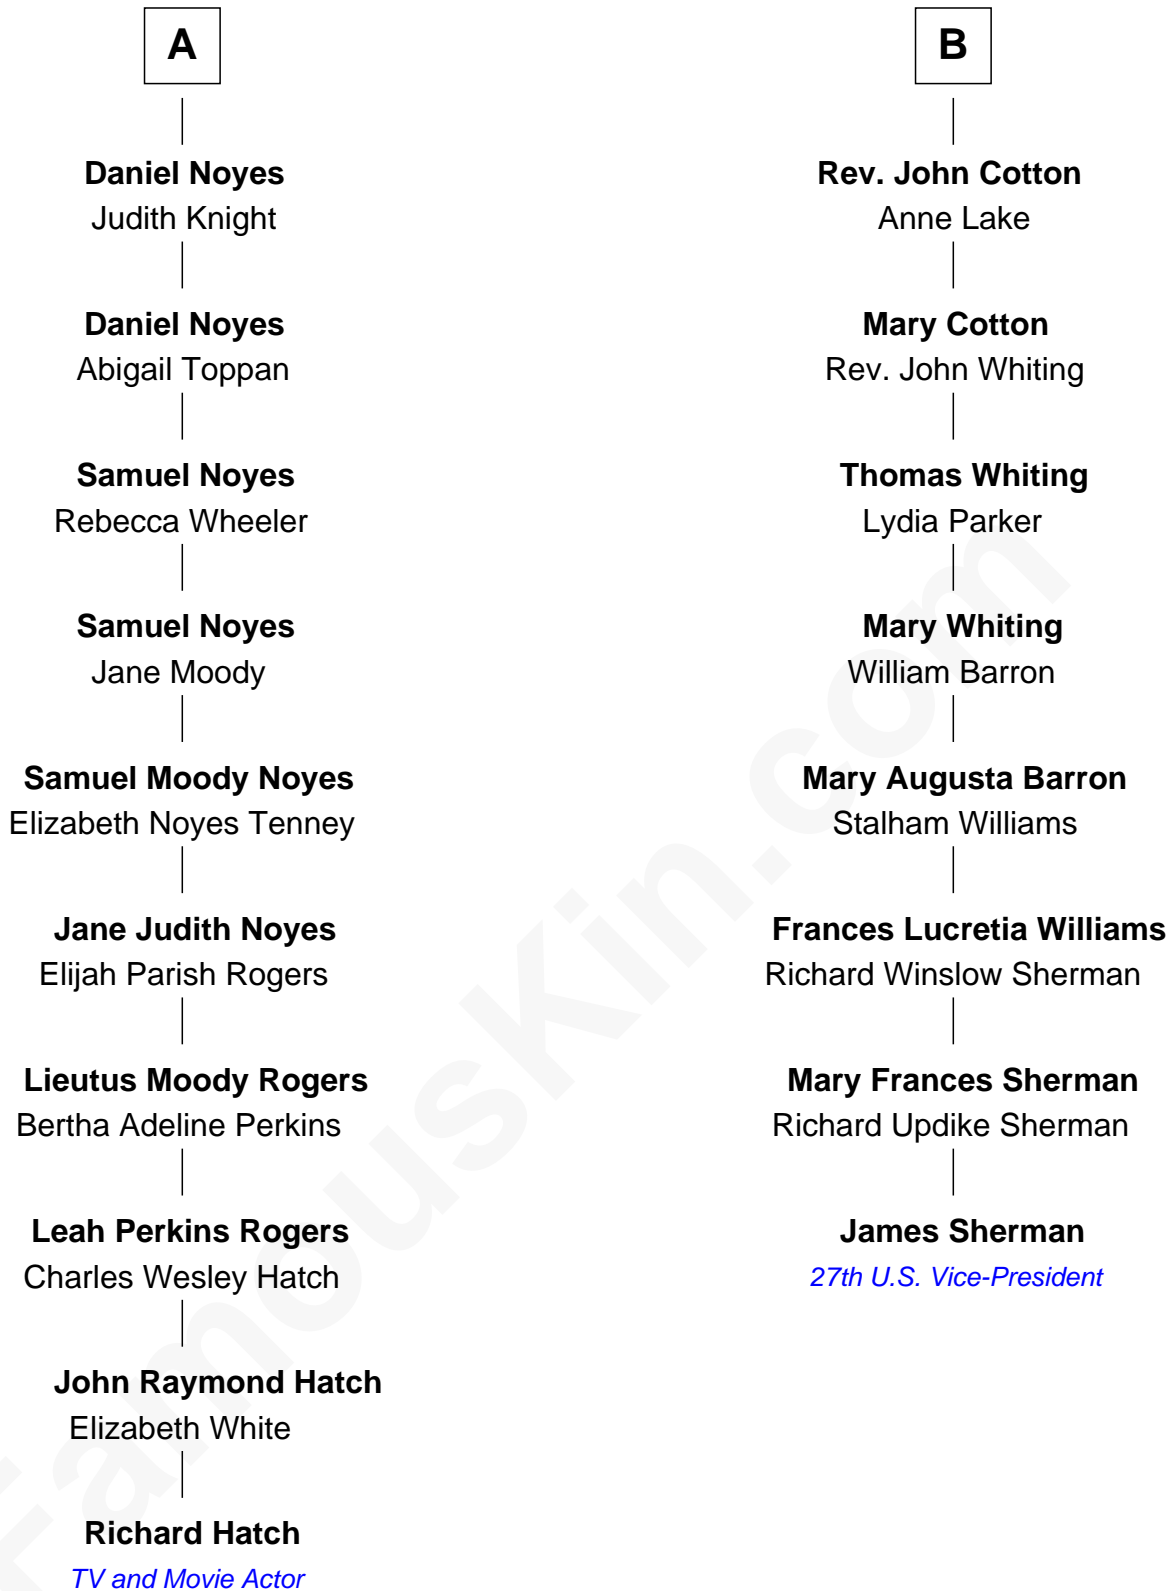 A
Daniel Noyes
Judith Knight
Daniel Noyes
Abigail Toppan
Samuel Noyes
Rebecca Wheeler
Samuel Noyes
Jane Moody
Samuel Moody Noyes
Elizabeth Noyes Tenney
Jane Judith Noyes
Elijah Parish Rogers
Lieutus Moody Rogers
Bertha Adeline Perkins
Leah Perkins Rogers
Charles Wesley Hatch
John Raymond Hatch
Elizabeth White
Richard Hatch
TV and Movie Actor
B
Rev. John Cotton
Anne Lake
Mary Cotton
Rev. John Whiting
Thomas Whiting
Lydia Parker
Mary Whiting
William Barron
Mary Augusta Barron
Stalham Williams
Frances Lucretia Williams
Richard Winslow Sherman
Mary Frances Sherman
Richard Updike Sherman
James Sherman
27th U.S. Vice-President
FamousKin.com